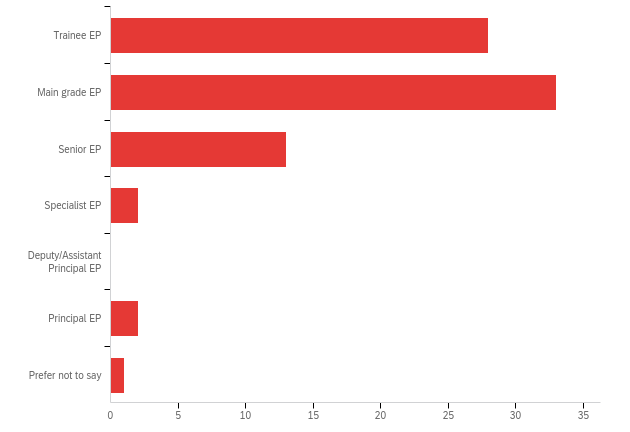 Trainee EP
Main grade EP
Senior EP
Specialist EP
Deputy/Assistant
Principal EP
Principal EP
Prefer not to say
0 5 10 15 20 25 30 35